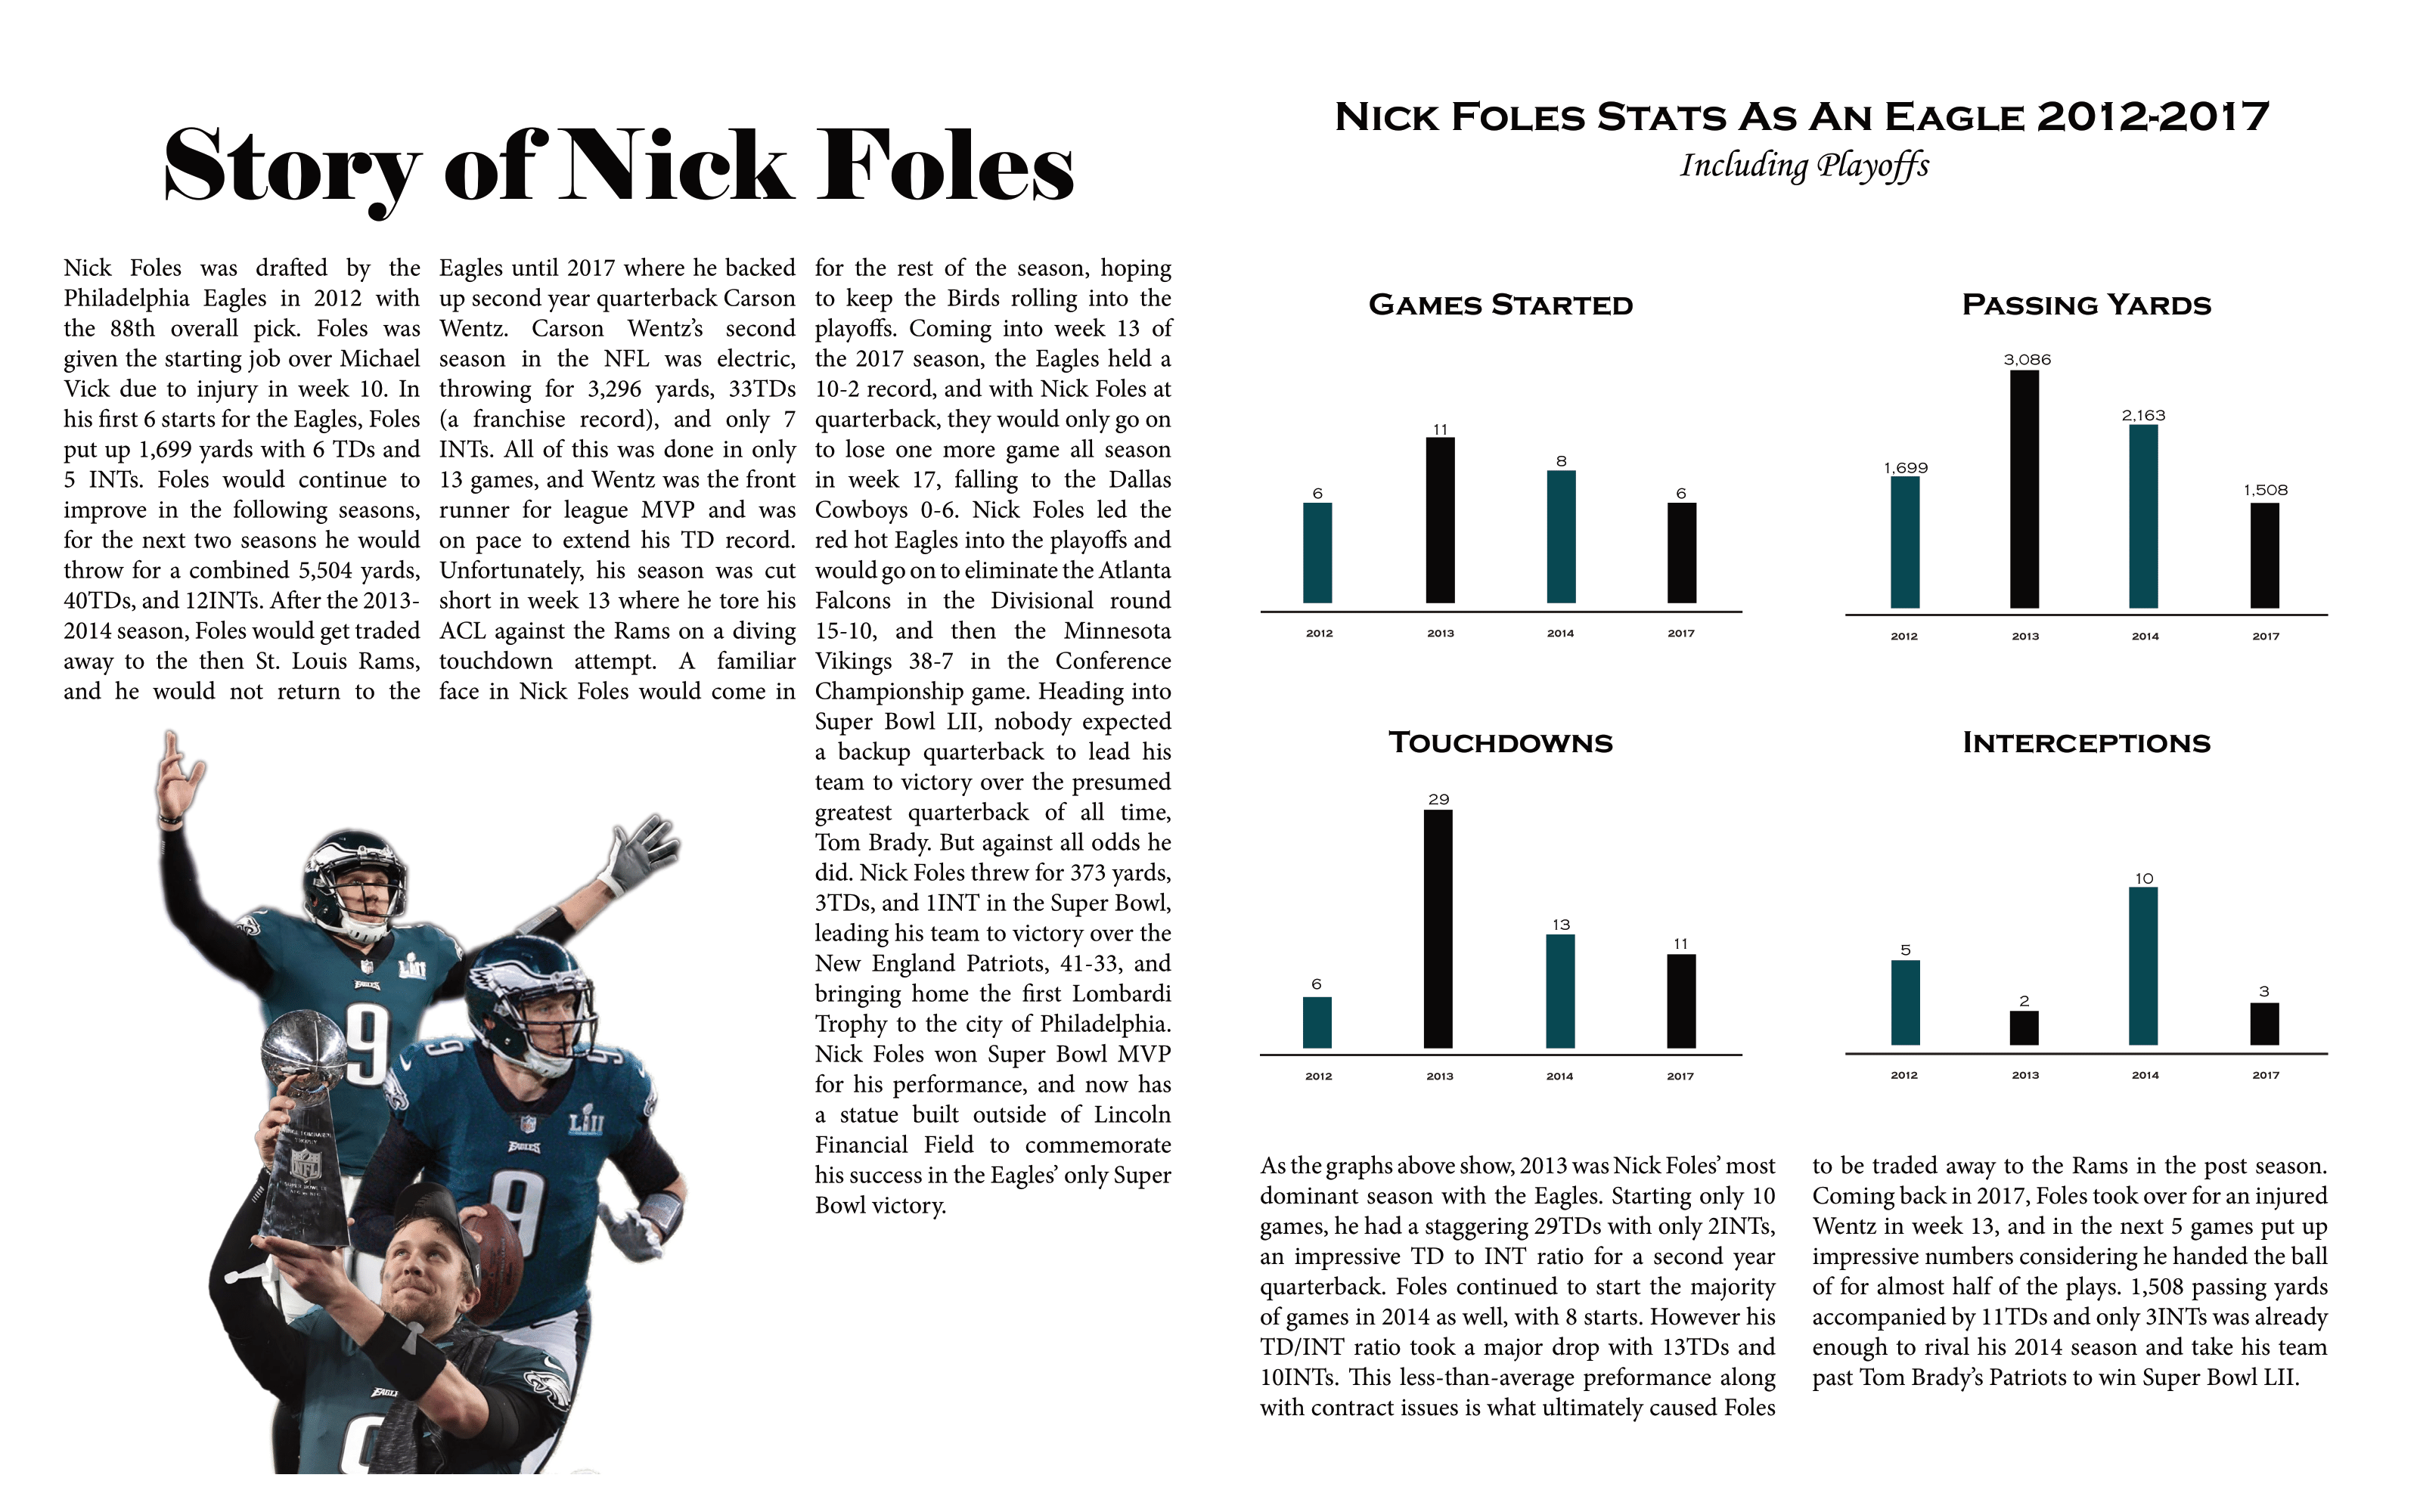 Story of Nick Foles
Nick Foles was drafted by the
Philadelphia Eagles in 2012 with
the 88th overall pick. Foles was
given the starting job over Michael
Vick due to injury in week 10. In
his first 6 starts for the Eagles, Foles
put up 1,699 yards with 6 TDs and
5 INTs. Foles would continue to
improve in the following seasons,
for the next two seasons he would
throw for a combined 5,504 yards,
40TDs, and 12INTs. After the 2013-
2014 season, Foles would get traded
away to the then St. Louis Rams,
and he would not return to the
Eagles until 2017 where he backed
up second year quarterback Carson
Wentz. Carson Wentz’s second
season in the NFL was electric,
throwing for 3,296 yards, 33TDs
(a franchise record), and only 7
INTs. All of this was done in only
13 games, and Wentz was the front
runner for league MVP and was
on pace to extend his TD record.
Unfortunately, his season was cut
short in week 13 where he tore his
ACL against the Rams on a diving
touchdown attempt. A familiar
face in Nick Foles would come in
for the rest of the season, hoping
to keep the Birds rolling into the
playoffs. Coming into week 13 of
the 2017 season, the Eagles held a
10-2 record, and with Nick Foles at
quarterback, they would only go on
to lose one more game all season
in week 17, falling to the Dallas
Cowboys 0-6. Nick Foles led the
red hot Eagles into the playoffs and
would go on to eliminate the Atlanta
Falcons in the Divisional round
15-10, and then the Minnesota
Vikings 38-7 in the Conference
Championship game. Heading into
Super Bowl LII, nobody expected
a backup quarterback to lead his
team to victory over the presumed
greatest quarterback of all time,
Tom Brady. But against all odds he
did. Nick Foles threw for 373 yards,
3TDs, and 1INT in the Super Bowl,
leading his team to victory over the
New England Patriots, 41-33, and
bringing home the first Lombardi
Trophy to the city of Philadelphia.
Nick Foles won Super Bowl MVP
for his performance, and now has
a statue built outside of Lincoln
Financial Field to commemorate
his success in the Eagles’ only Super
Bowl victory.
LII
EAGLES
9
9
9
LII
EAGLES
9
NFL
Nick Foles Stats As An Eagle 2012-2017
Including Playoffs
Games Started
6
11
8
6
2012 2013 2014 2017
Passing Yards
1,699
3,086
2,163
1,508
2012 2013 2014 2017
Touchdowns
6
29
13
11
2012 2013 2014 2017
Interceptions
5
2
10
3
2012 2013 2014 2017
As the graphs above show, 2013 was Nick Foles’ most
dominant season with the Eagles. Starting only 10
games, he had a staggering 29TDs with only 2INTs,
an impressive TD to INT ratio for a second year
quarterback. Foles continued to start the majority
of games in 2014 as well, with 8 starts. However his
TD/INT ratio took a major drop with 13TDs and
10INTs. This less-than-average preformance along
with contract issues is what ultimately caused Foles
to be traded away to the Rams in the post season.
Coming back in 2017, Foles took over for an injured
Wentz in week 13, and in the next 5 games put up
impressive numbers considering he handed the ball
of for almost half of the plays. 1,508 passing yards
accompanied by 11TDs and only 3INTs was already
enough to rival his 2014 season and take his team
past Tom Brady’s Patriots to win Super Bowl LII.